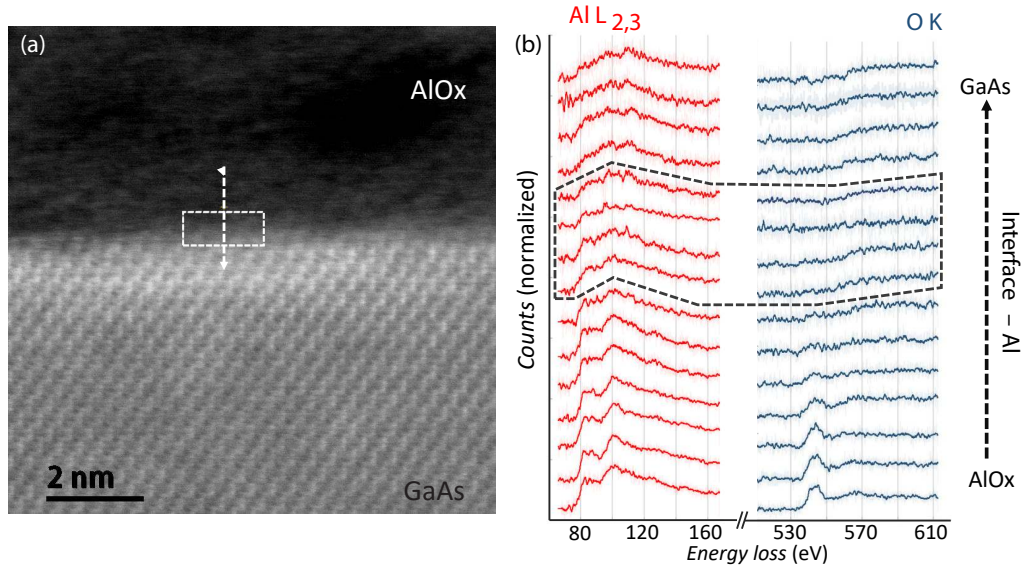 (a)
AlOx
2 nm
GaAs
(b)
Al L 2,3
O K
Counts (normalized)
80 120 160 // 530 570 610
Energy loss (eV)
GaAs
Interface – Al
AlOx